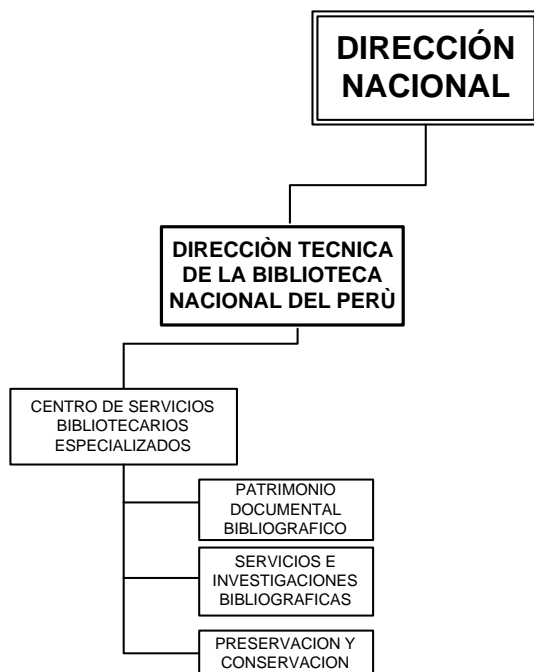 DIRECCIÓN
NACIONAL
DIRECCIÒN TECNICA
DE LA BIBLIOTECA
NACIONAL DEL PERÙ
CENTRO DE SERVICIOS
BIBLIOTECARIOS
ESPECIALIZADOS
PATRIMONIO
DOCUMENTAL
BIBLIOGRAFICO
SERVICIOS E
INVESTIGACIONES
BIBLIOGRAFICAS
PRESERVACION Y
CONSERVACION